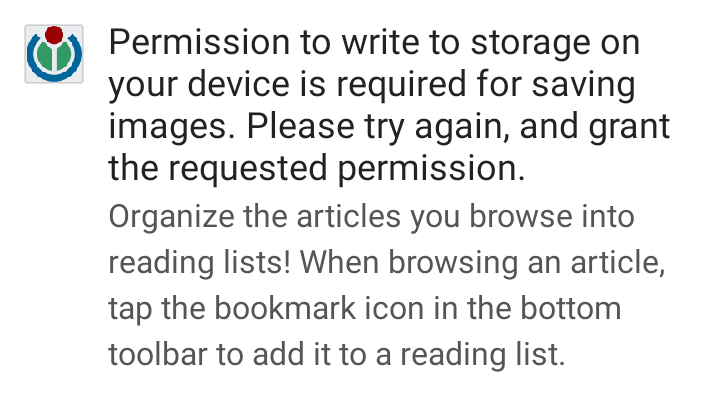 Permission to write to storage on
your device is required for saving
images. Please try again, and grant
the requested permission.
Organize the articles you browse into
reading lists! When browsing an article,
tap the bookmark icon in the bottom
toolbar to add it to a reading list.